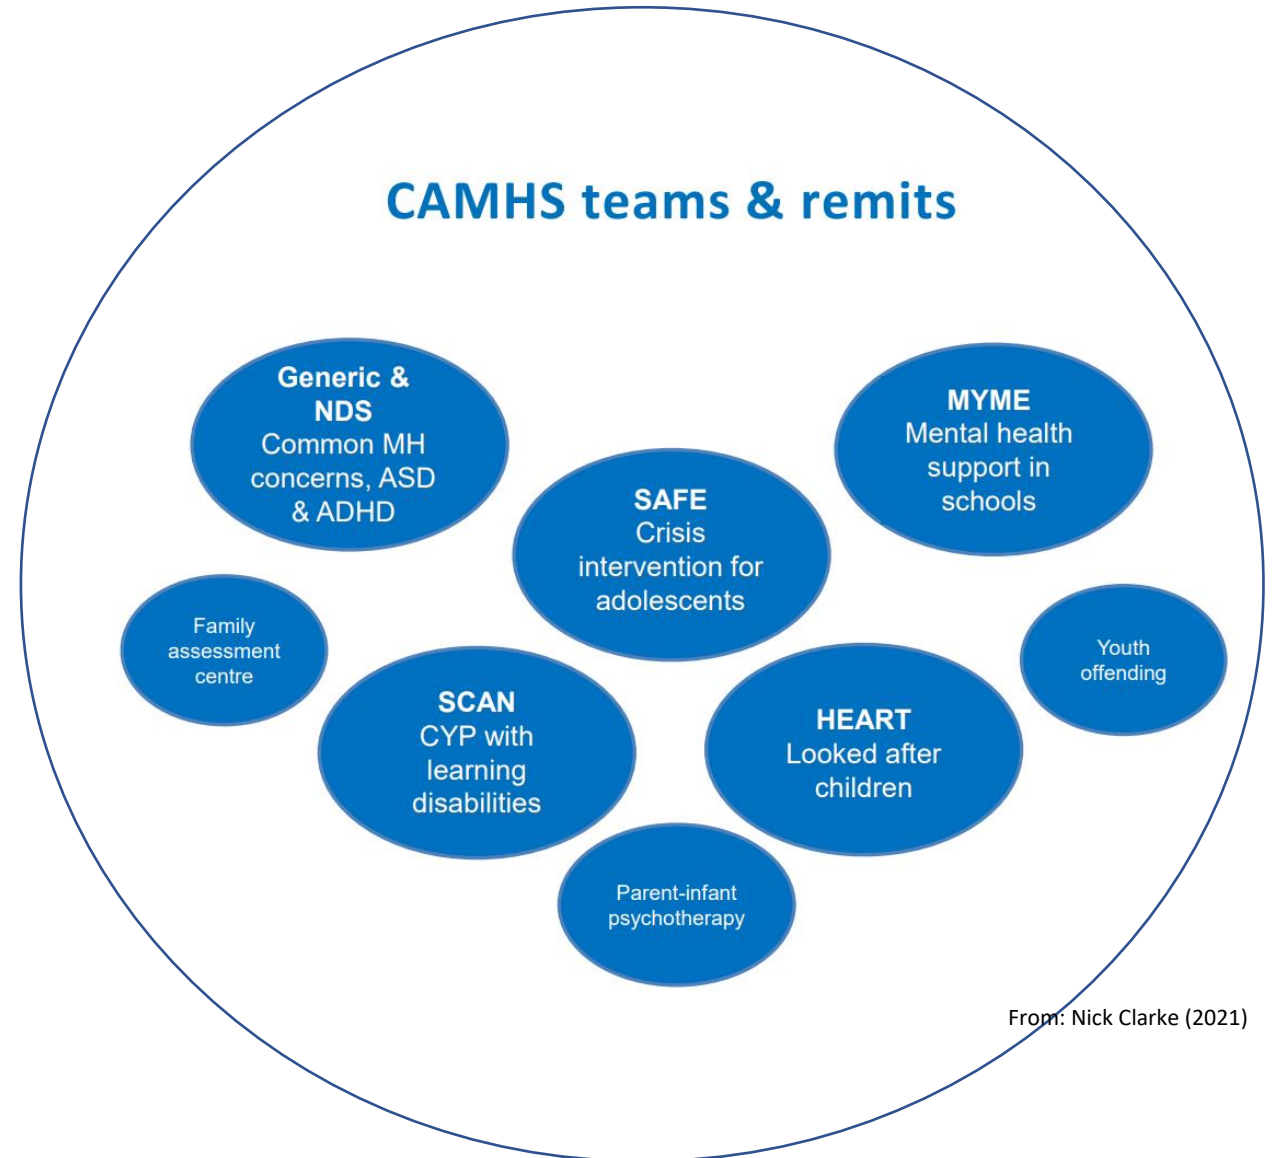 CAMHS teams & remits
Generic &
NDS
Common MH
concerns, ASD
& ADHD
MYME
Mental health
support in
schools
SAFE
Crisis
intervention for
adolescents
Family
assessment
centre
Youth
offending
SCAN
CYP with
learning
disabilities
HEART
Looked after
children
Parent-infant
psychotherapy
From: Nick Clarke (2021)